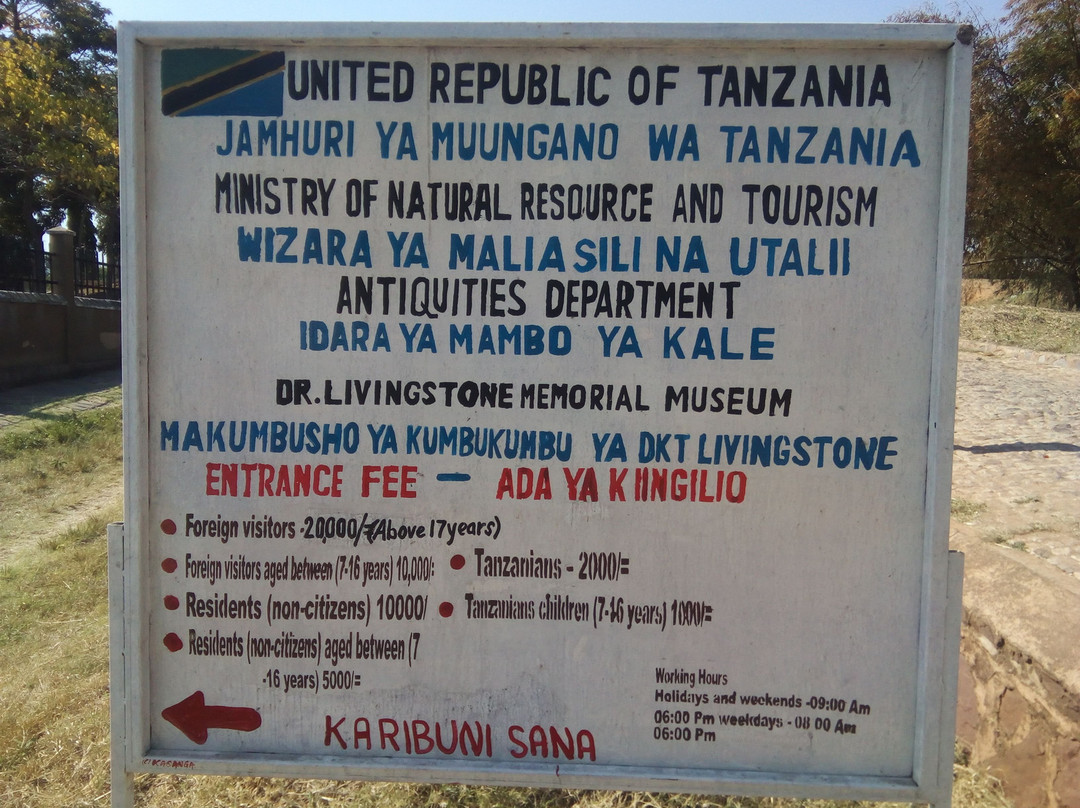 UNITED REPUBLIC OF TANZANIA
JAMHURI YA MUUNGANO WA TANZANIA
MINISTRY OF NATURAL RESOURCE AND TOURISM
WIZARA YA MALIASILI NA UTALII
ANTIQUITIES DEPARTMENT
IDARA YA MAMBO YA KALE
DR.LIVINGSTONE MEMORIAL MUSEUM
MAKUMBUSHO YA KUMBUKUMBU YA DKT LIVINGSTONE
ENTRANCE FEE - ADA YA KIINGILIO
Foreign visitors -20,000/=(Above 17years)
Foreign visitors aged between (7-16 years) 10,000/=
Residents (non-citizens) 10000/
Residents (non-citizens) aged between (7
-16 years) 5000/=
Tanzanians - 2000/=
Tanzanians children (7-16 years) 1000/=
Working Hours
Holidays and weekends -09:00 Am
06:00 Pm weekdays - 08 00 Am
06:00 Pm
KARIBUNI SANA
KASANGA